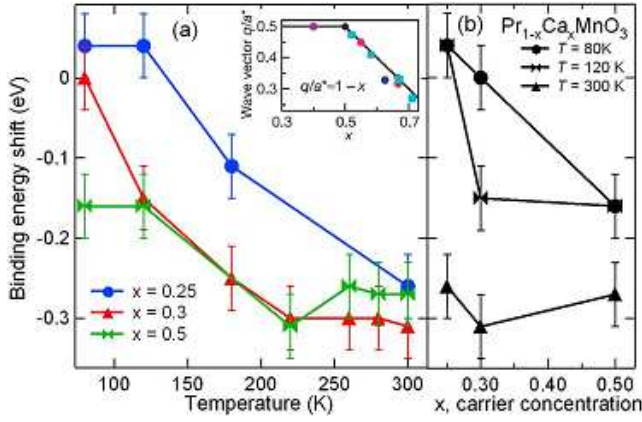 (a)
Binding energy shift (eV)
0
-0.1
-0.2
-0.3
100
150
200
250
300
Temperature (K)
x = 0.25
x = 0.3
x = 0.5
Wave vector q/a*
0.5
0.4
0.3
0.3
0.5
0.7
x
q/a*=1 − x
(b)
Pr1-xCaxMnO3
T = 80K
T = 120 K
T = 300 K
0.30
0.40
0.50
x, carrier concentration